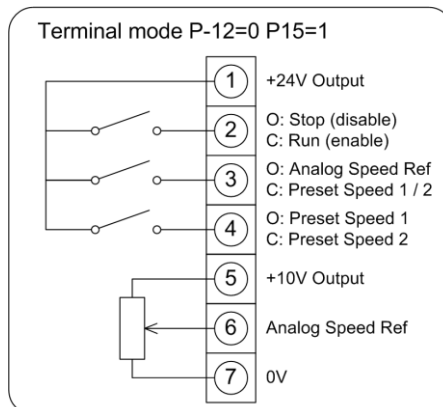 Terminal mode P-12=0 P15=1
1 +24V Output
2 O: Stop (disable)
C: Run (enable)
3 O: Analog Speed Ref
C: Preset Speed 1 / 2
4 O: Preset Speed 1
C: Preset Speed 2
5 +10V Output
6 Analog Speed Ref
7 0V